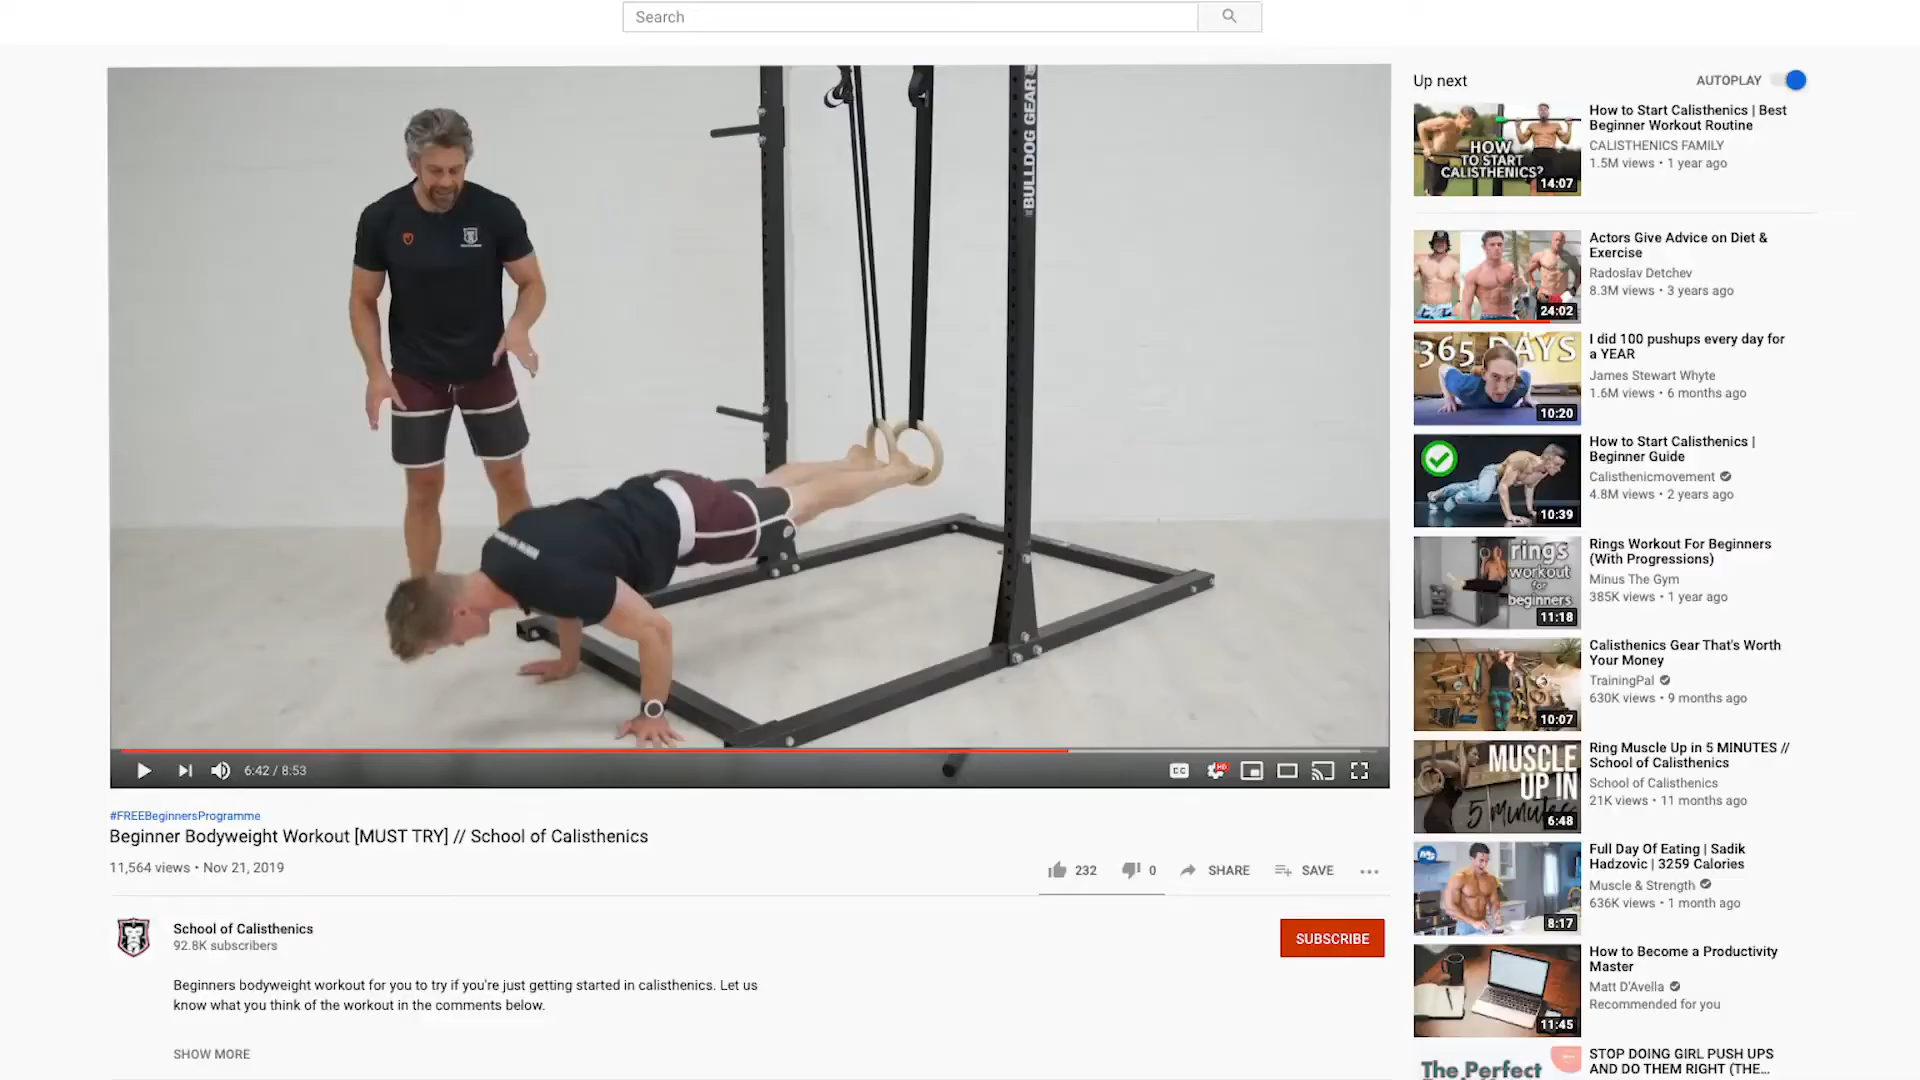 Search
BULLDOG GEAR
6:42 / 8:53
CC
HD
#FREEBeginnersProgramme
Beginner Bodyweight Workout [MUST TRY] // School of Calisthenics
11,564 views • Nov 21, 2019
232
0
SHARE
SAVE
School of Calisthenics
92.8K subscribers
SUBSCRIBE
Beginners bodyweight workout for you to try if you're just getting started in calisthenics. Let us
know what you think of the workout in the comments below.
SHOW MORE
Up next
AUTOPLAY
HOW
TO START
CALISTHENICS?
14:07
How to Start Calisthenics | Best
Beginner Workout Routine
CALISTHENICS FAMILY
1.5M views • 1 year ago
24:02
Actors Give Advice on Diet &
Exercise
Radoslav Detchev
8.3M views • 3 years ago
365 DAYS
10:20
I did 100 pushups every day for
a YEAR
James Stewart Whyte
1.6M views • 6 months ago
10:39
How to Start Calisthenics |
Beginner Guide
Calisthenicmovement
4.8M views • 2 years ago
rings
workout
for
beginners
11:18
Rings Workout For Beginners
(With Progressions)
Minus The Gym
385K views • 1 year ago
10:07
Calisthenics Gear That's Worth
Your Money
TrainingPal
630K views • 9 months ago
MUSCLE
UP IN
5 minutes
6:48
Ring Muscle Up in 5 MINUTES //
School of Calisthenics
School of Calisthenics
21K views • 11 months ago
8:17
Full Day Of Eating | Sadik
Hadzovic | 3259 Calories
Muscle & Strength
636K views • 1 month ago
11:45
How to Become a Productivity
Master
Matt D'Avella
Recommended for you
The Perfect
STOP DOING GIRL PUSH UPS
AND DO THEM RIGHT (THE...